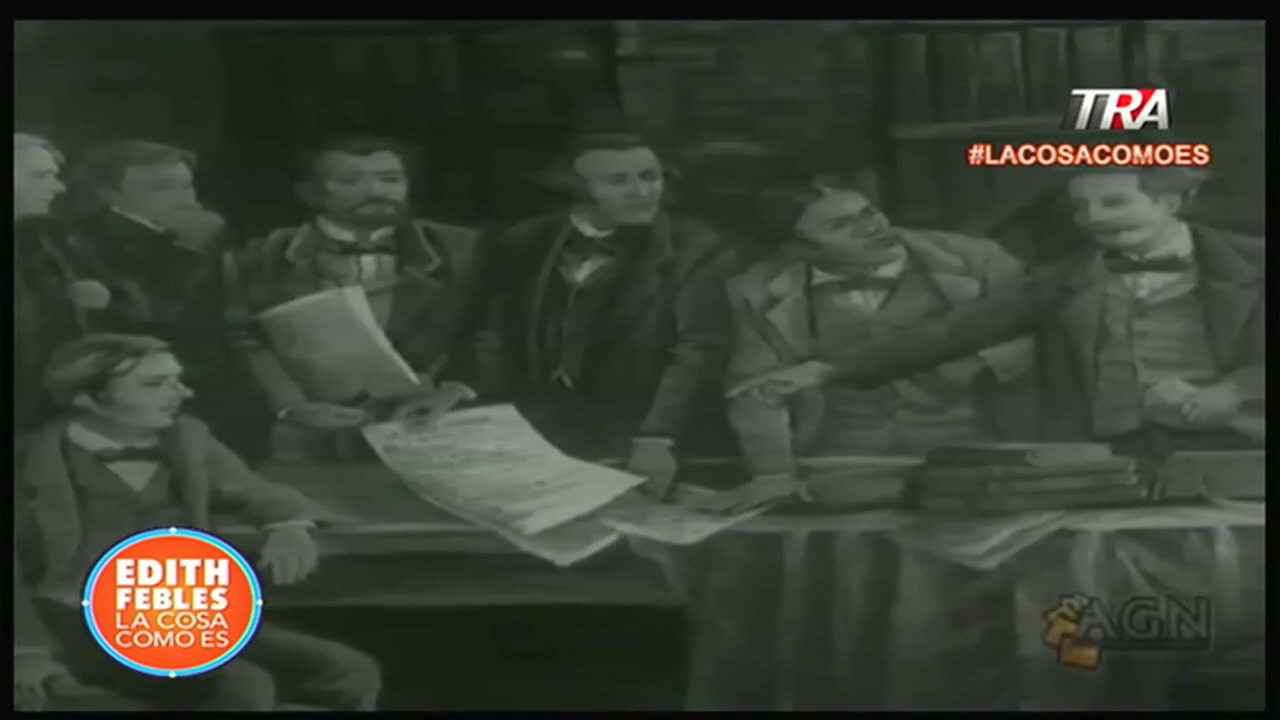 TRA
#LACOSACOMOES
EDITH
FEBLES
LA COSA
COMO ES
AGN